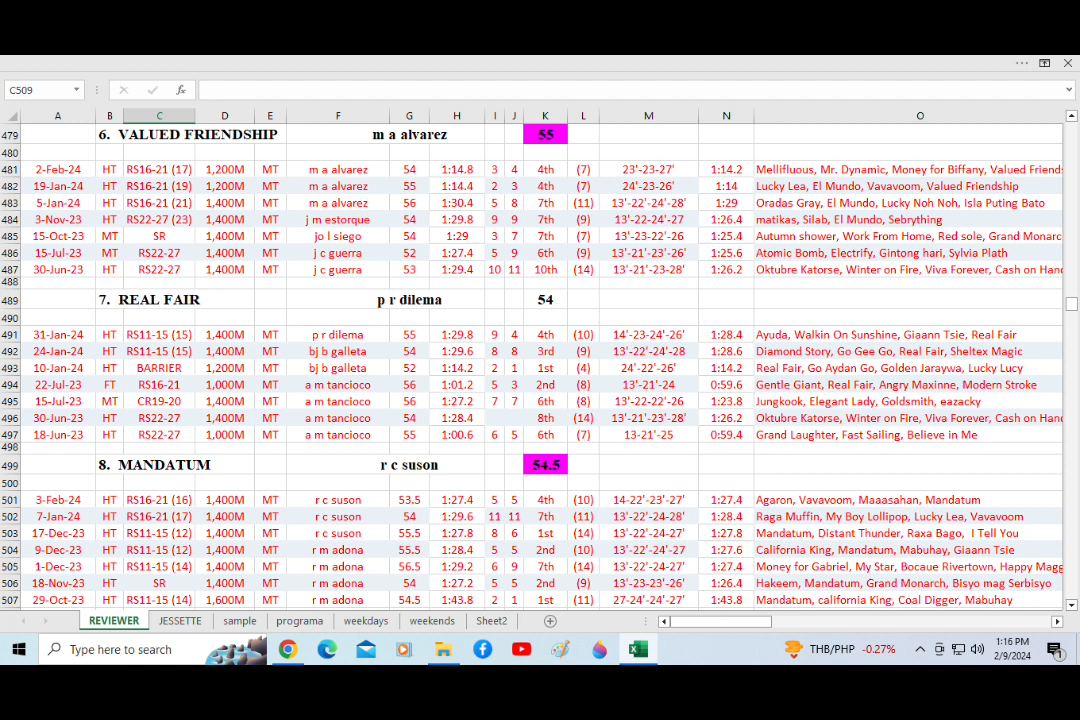 C509 fx
A B C D E F G H I J K L M N O
479 6. VALUED FRIENDSHIP m a alvarez 55
480
481 2-Feb-24 HT RS16-21 (17) 1,200M MT m a alvarez 54 1:14.8 3 4 4th (7) 23'-23-27' 1:14.2 Mellifluous, Mr. Dynamic, Money for Biffany, Valued Friends
482 19-Jan-24 HT RS16-21 (19) 1,200M MT m a alvarez 55 1:14.4 2 3 4th (7) 24'-23-26' 1:14 Lucky Lea, El Mundo, Vavavoom, Valued Friendship
483 5-Jan-24 HT RS16-21 (21) 1,400M MT m a alvarez 56 1:30.4 5 8 7th (11) 13'-22'-24'-28' 1:29 Oradas Gray, El Mundo, Lucky Noh Noh, Isla Puting Bato
484 3-Nov-23 HT RS22-27 (23) 1,400M MT j m estorque 54 1:29.8 9 9 7th (9) 13'-22-24-27' 1:26.4 matikas, Silab, El Mundo, Sebrything
485 15-Oct-23 MT SR 1,400M MT jo l siego 54 1:29 3 7 7th (7) 13'-23-22'-26 1:25.4 Autumn shower, Work From Home, Red sole, Grand Monarc
486 15-Jul-23 MT RS22-27 1,400M MT j c guerra 52 1:27.4 5 9 6th (9) 13'-21'-23'-26' 1:25.6 Atomic Bomb, Electrify, Gintong hari, Sylvia Plath
487 30-Jun-23 HT RS22-27 1,400M MT j c guerra 53 1:29.4 10 11 10th (14) 13'-21'-23-28' 1:26.2 Oktubre Katorse, Winter on Fire, Viva Forever, Cash on Han
488
489 7. REAL FAIR p r dilema 54
490
491 31-Jan-24 HT RS11-15 (15) 1,400M MT p r dilema 55 1:29.8 9 4 4th (10) 14'-23-24'-26' 1:28.4 Ayuda, Walkin On Sunshine, Giaann Tsie, Real Fair
492 24-Jan-24 HT RS11-15 (15) 1,400M MT bj b galleta 54 1:29.6 8 8 3rd (9) 13'-22'-24'-28 1:28.6 Diamond Story, Go Gee Go, Real Fair, Sheltex Magic
493 10-Jan-24 HT BARRIER 1,200M MT bj b galleta 52 1:14.2 2 1 1st (4) 24'-22'-26' 1:14.2 Real Fair, Go Aydan Go, Golden Jaraywa, Lucky Lucy
494 22-Jul-23 FT RS16-21 1,000M MT a m tancioco 56 1:01.2 5 3 2nd (8) 13'-21'-24 0:59.6 Gentle Giant, Real Fair, Angry Maxinne, Modern Stroke
495 15-Jul-23 MT CR19-20 1,400M MT a m tancioco 56 1:27.2 7 7 6th (8) 13'-22'-22-26' 1:23.8 Jungkook, Elegant Lady, Goldsmith, eazacky
496 30-Jun-23 HT RS22-27 1,400M MT a m tancioco 54 1:28.4 8th (14) 13'-21'-23'-28' 1:26.2 Oktubre Katorse, Winter on Fire, Viva Forever, Cash on Han
497 18-Jun-23 HT RS22-27 1,000M MT a m tancioco 55 1:00.6 6 5 6th (7) 13-21'-25 0:59.4 Grand Laughter, Fast Sailing, Believe in Me
498
499 8. MANDATUM r c suson 54.5
500
501 3-Feb-24 HT RS16-21 (16) 1,400M MT r c suson 53.5 1:27.4 5 5 4th (10) 14-22'-23'-27' 1:27.4 Agaron, Vavavoom, Maaasahan, Mandatum
502 7-Jan-24 HT RS16-21 (17) 1,400M MT r c suson 54 1:29.6 11 11 7th (11) 13'-22'-24-28' 1:28.4 Raga Muffin, My Boy Lollipop, Lucky Lea, Vavavoom
503 17-Dec-23 HT RS11-15 (12) 1,400M MT r c suson 55.5 1:27.8 8 6 1st (14) 13'-22'-24-27' 1:27.8 Mandatum, Distant Thunder, Raxa Bago, I Tell You
504 9-Dec-23 HT RS11-15 (12) 1,400M MT r m adona 55.5 1:28.4 5 5 2nd (10) 13'-22'-24'-27 1:27.6 California King, Mandatum, Mabuhay, Giaann Tsie
505 1-Dec-23 HT RS11-15 (14) 1,400M MT r m adona 56.5 1:29.2 6 9 7th (14) 13'-22'-24-27' 1:27.4 Money for Gabriel, My Star, Bocaue Rivertown, Happy Magg
506 18-Nov-23 HT SR 1,400M MT r m adona 54 1:27.2 5 5 2nd (9) 13'-23-23'-26' 1:26.4 Hakeem, Mandatum, Grand Monarch, BIsyo mag Serbisyo
507 29-Oct-23 HT RS11-15 (14) 1,600M MT r m adona 54.5 1:43.8 2 1 1st (11) 27-24'-24'-27' 1:43.8 Mandatum, california King, Coal Digger, Mabuhay
REVIEWER JESSETTE sample programa weekdays weekends Sheet2
Type here to search THB/PHP -0.27% 1:16 PM
2/9/2024 1